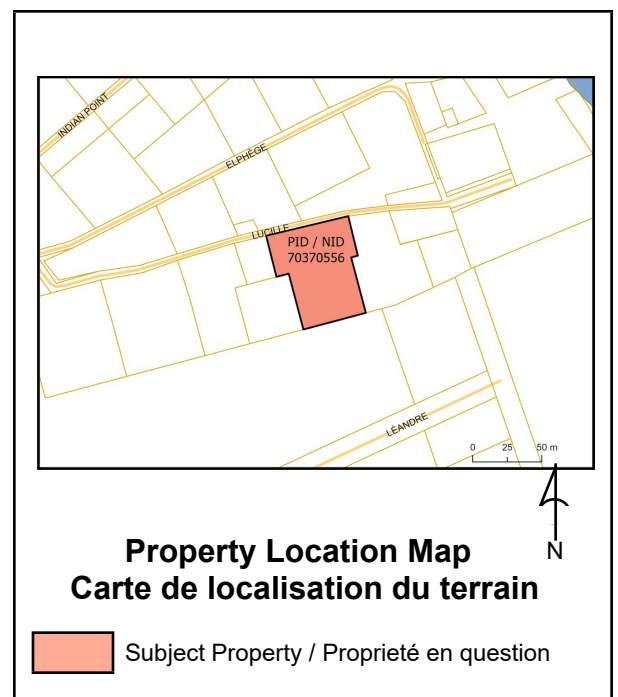 INDIAN POINT
ELPHÈGE
LUCILLE
PID / NID
70370556
LÉANDRE
0 25 50 m
N
Property Location Map
Carte de localisation du terrain
Subject Property / Proprieté en question